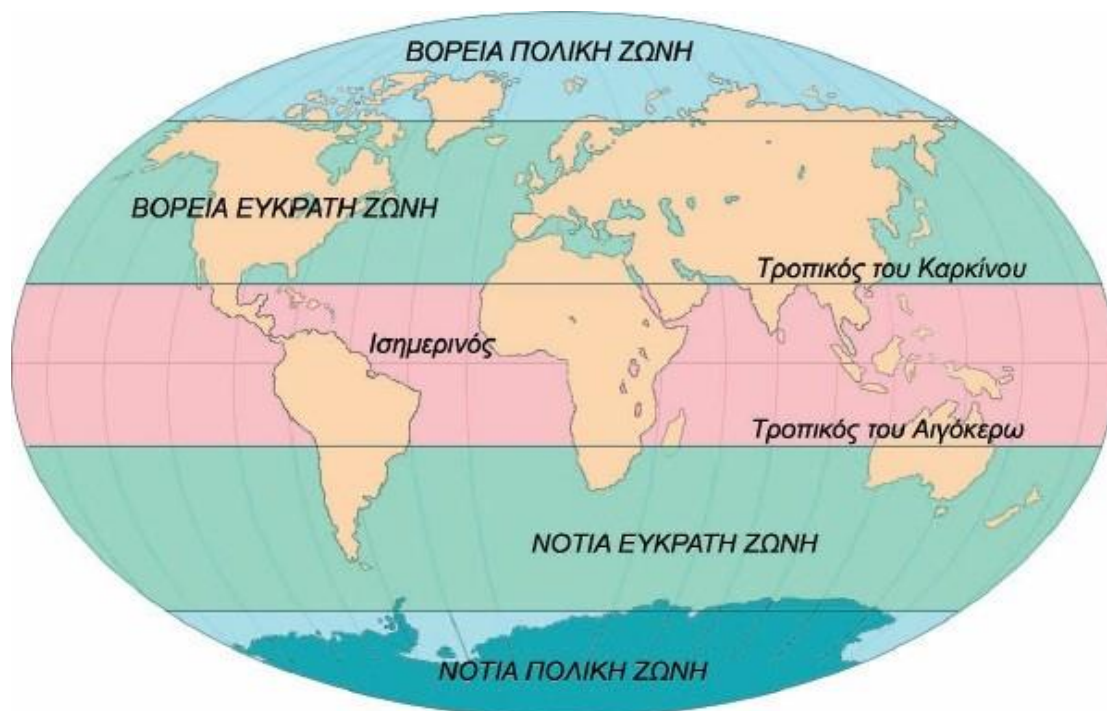 ΒΟΡΕΙΑ ΠΟΛΙΚΗ ΖΩΝΗ
ΒΟΡΕΙΑ ΕΥΚΡΑΤΗ ΖΩΝΗ
Τροπικός του Καρκίνου
Ισημερινός
Τροπικός του Αιγόκερω
ΝΟΤΙΑ ΕΥΚΡΑΤΗ ΖΩΝΗ
ΝΟΤΙΑ ΠΟΛΙΚΗ ΖΩΝΗ